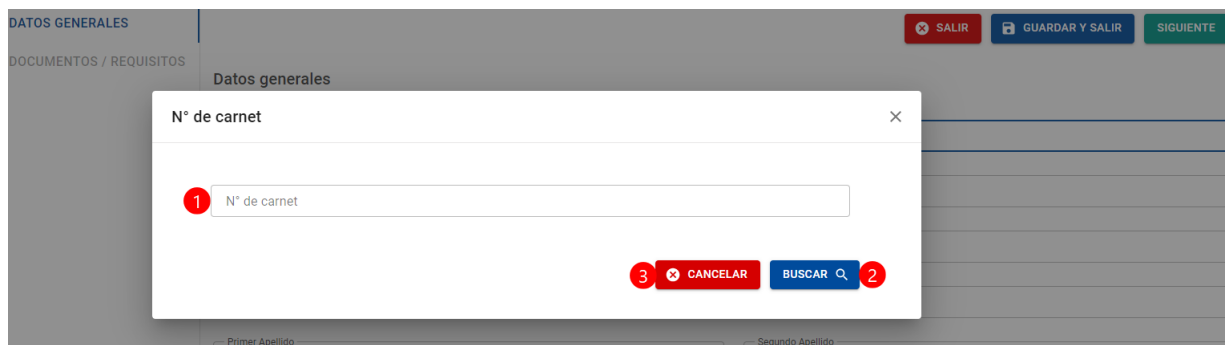 DATOS GENERALES
SALIR
GUARDAR Y SALIR
SIGUIENTE
DOCUMENTOS / REQUISITOS
Datos generales
N° de carnet
1 N° de carnet
3 CANCELAR
BUSCAR 2
Primer Apellido
Segundo Apellido